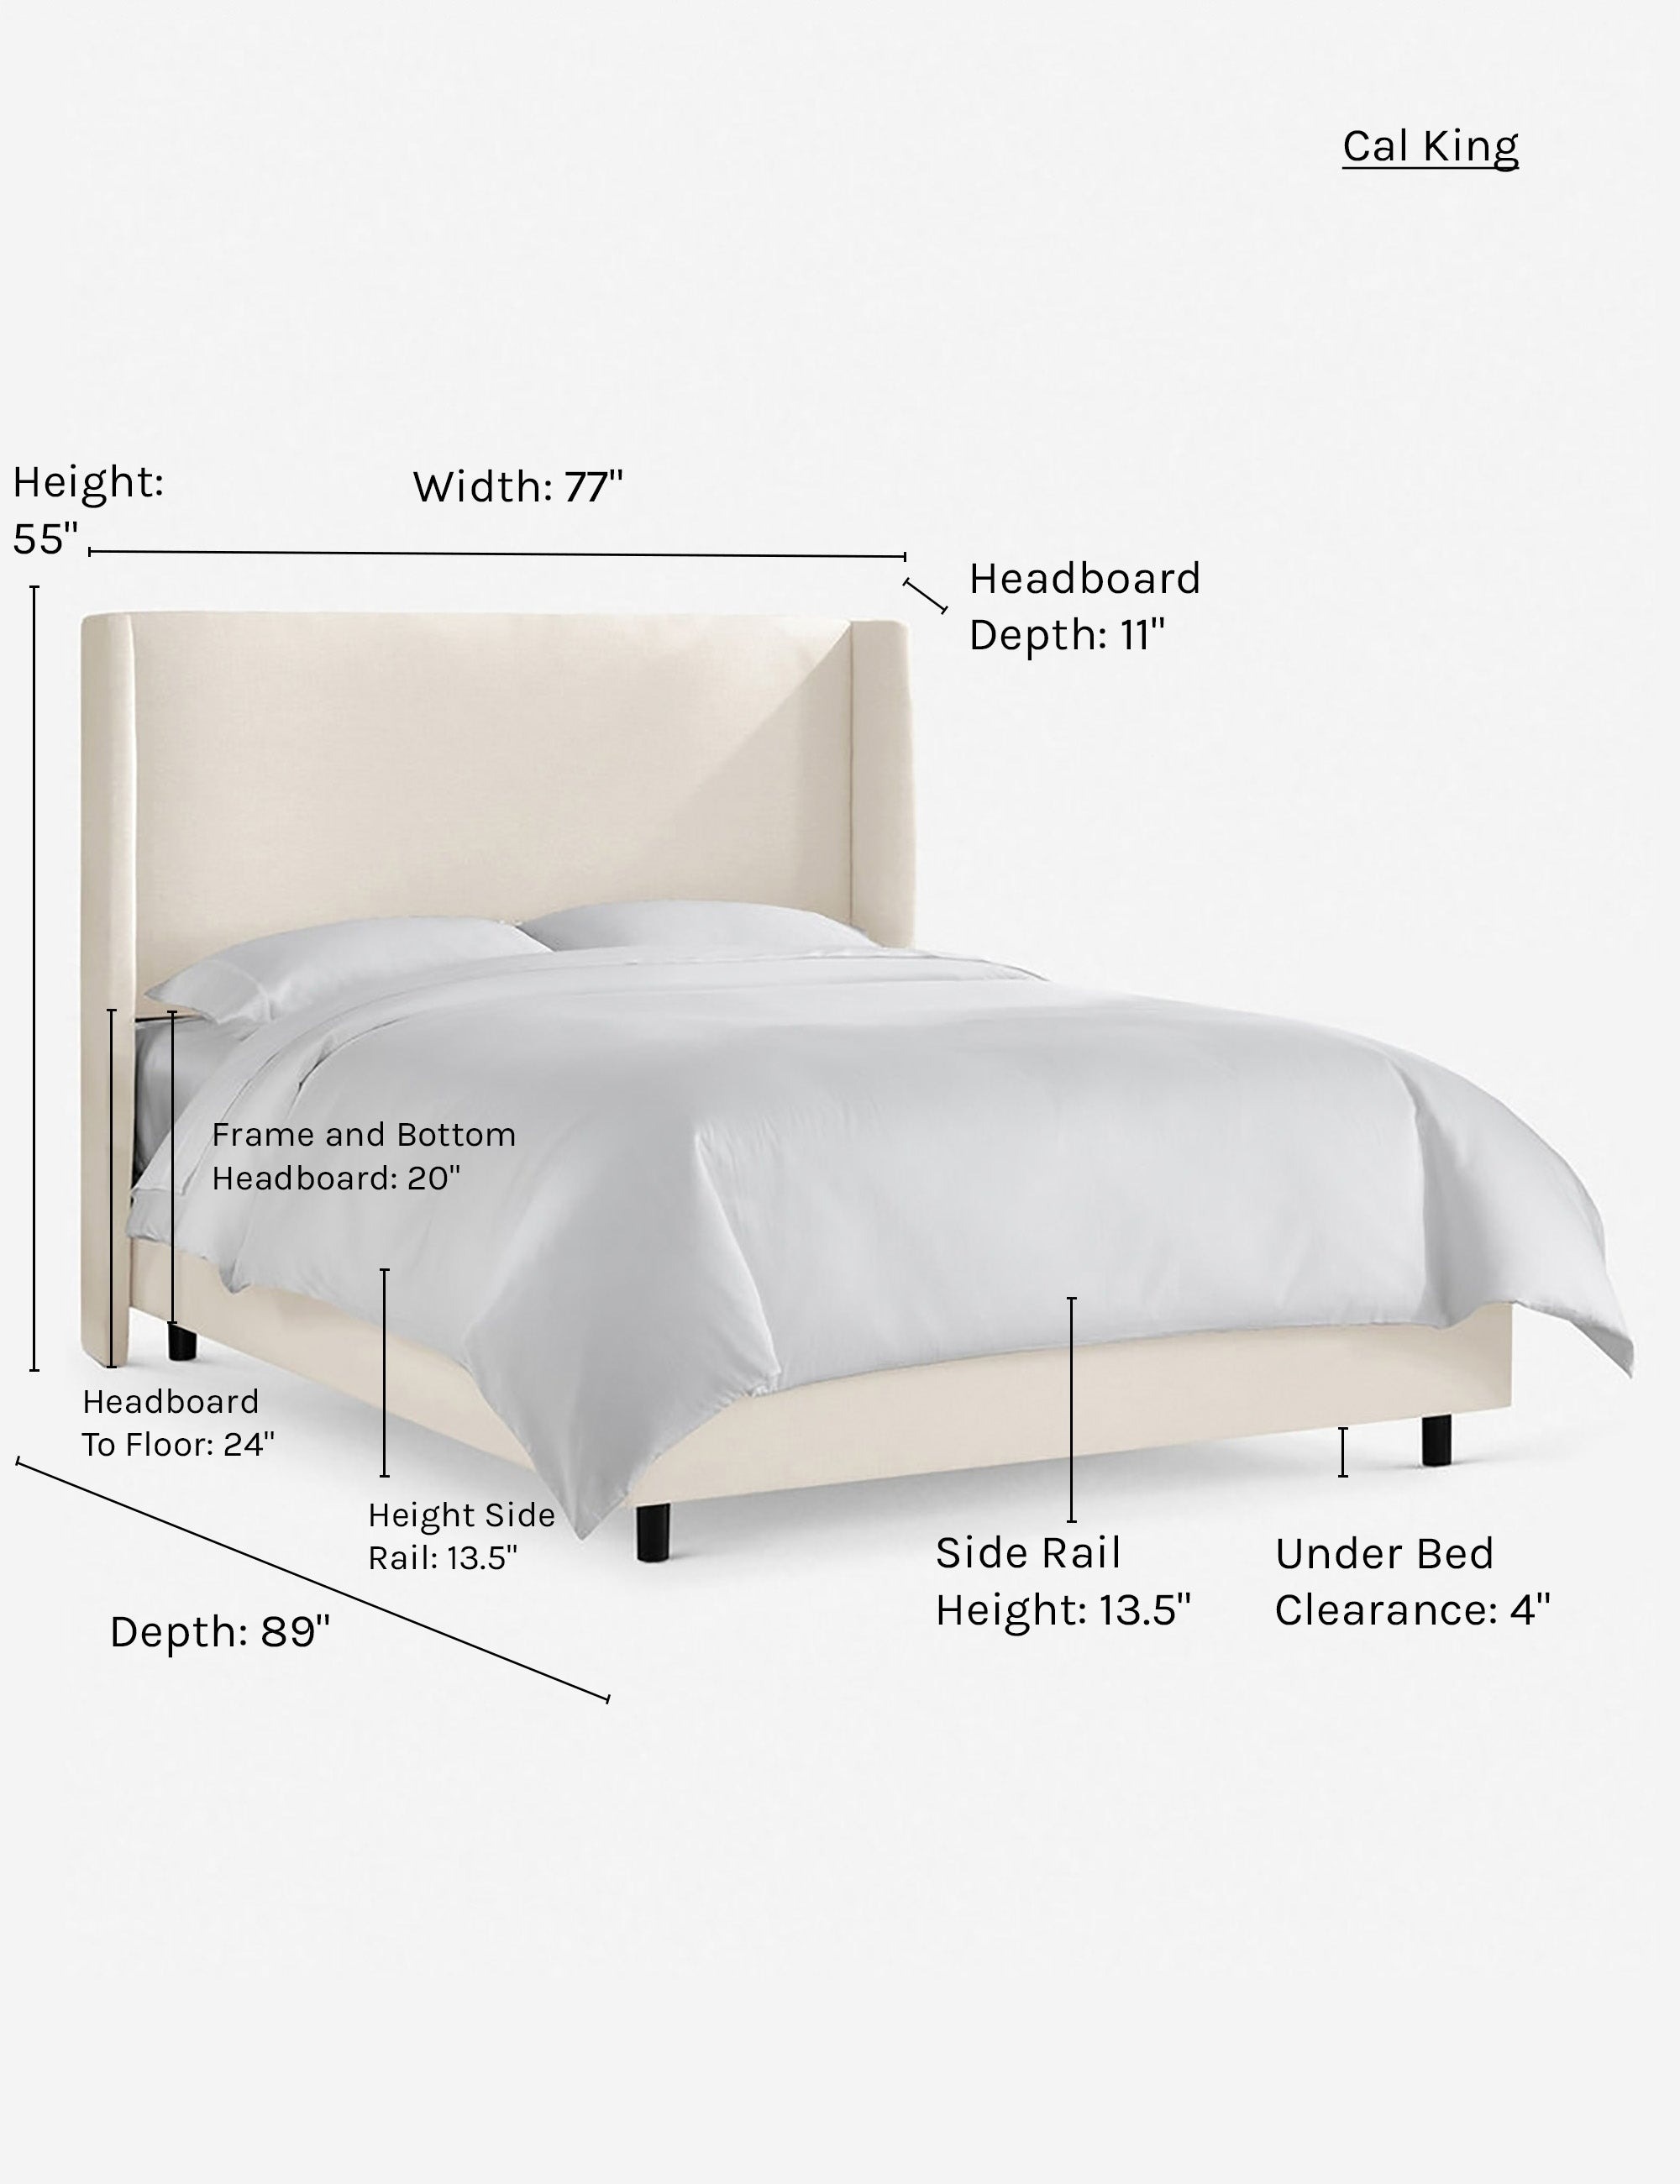 Cal King
Height:
55"
Width: 77"
Headboard
Depth: 11"
Frame and Bottom
Headboard: 20"
Headboard
To Floor: 24"
Height Side
Rail: 13.5"
Side Rail
Height: 13.5"
Under Bed
Clearance: 4"
Depth: 89"